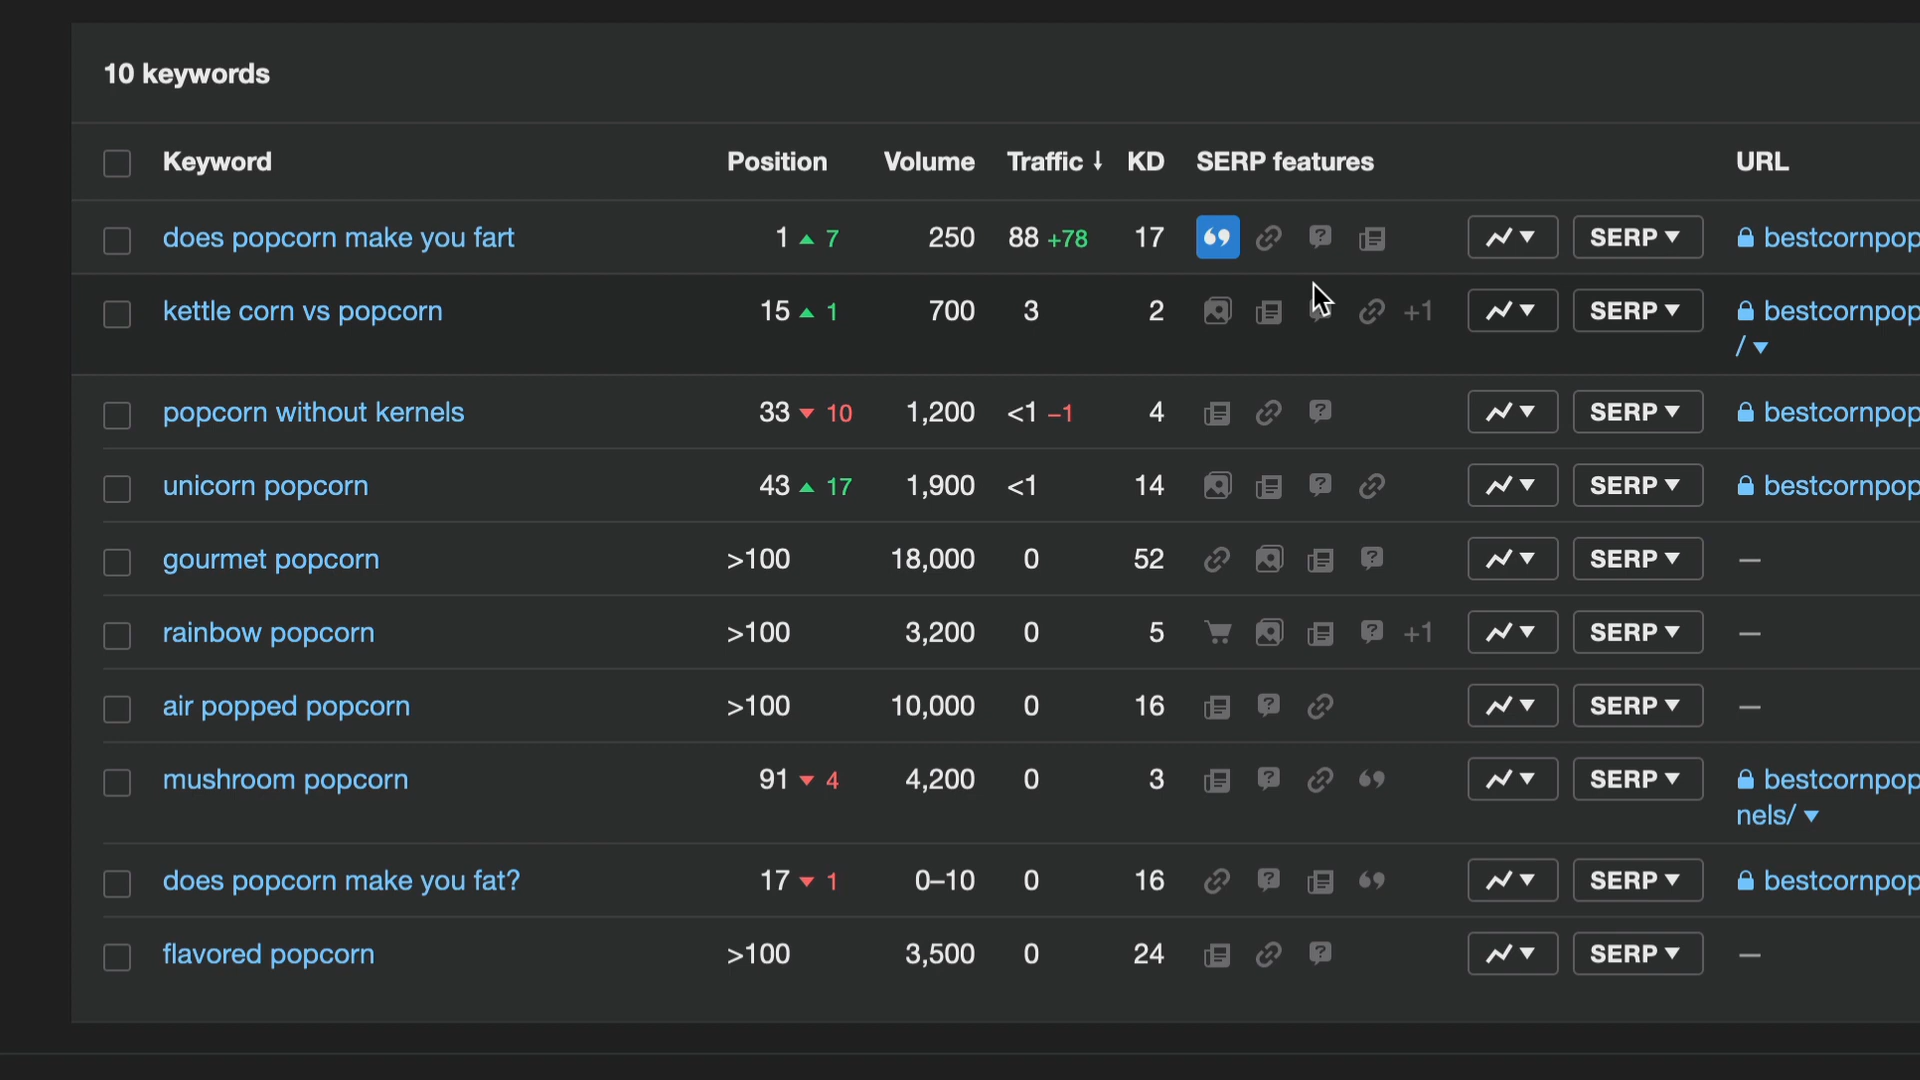 10 keywords
Keyword Position Volume Traffic ↓ KD SERP features URL
does popcorn make you fart 1 ▲ 7 250 88 +78 17 SERP ▼ bestcornpop
kettle corn vs popcorn 15 ▲ 1 700 3 2 +1 SERP ▼ bestcornpop
/ ▼
popcorn without kernels 33 ▼ 10 1,200 <1 −1 4 SERP ▼ bestcornpop
unicorn popcorn 43 ▲ 17 1,900 <1 14 SERP ▼ bestcornpop
gourmet popcorn >100 18,000 0 52 SERP ▼ —
rainbow popcorn >100 3,200 0 5 +1 SERP ▼ —
air popped popcorn >100 10,000 0 16 SERP ▼ —
mushroom popcorn 91 ▼ 4 4,200 0 3 SERP ▼ bestcornpop
nels/ ▼
does popcorn make you fat? 17 ▼ 1 0–10 0 16 SERP ▼ bestcornpop
flavored popcorn >100 3,500 0 24 SERP ▼ —